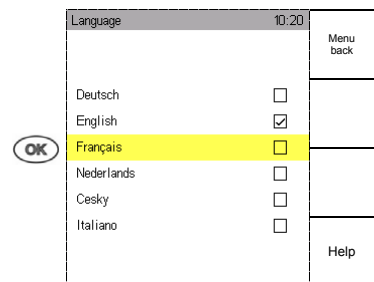 Language 10:20
Menu
back
Deutsch
English
OK
Français
Nederlands
Cesky
Italiano
Help